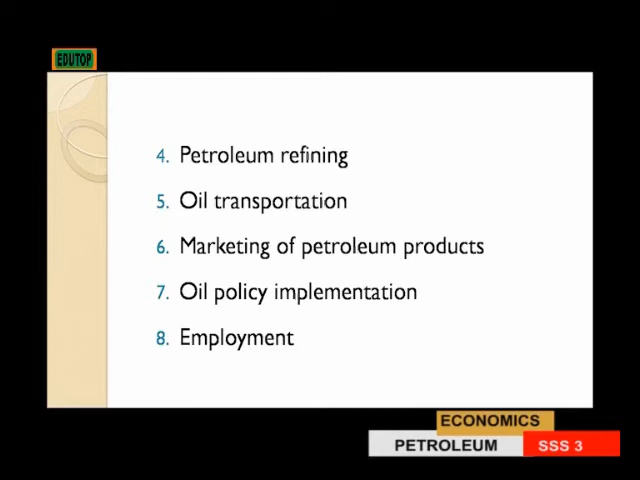 EDUTOP
4. Petroleum refining
5. Oil transportation
6. Marketing of petroleum products
7. Oil policy implementation
8. Employment
ECONOMICS
PETROLEUM SSS 3